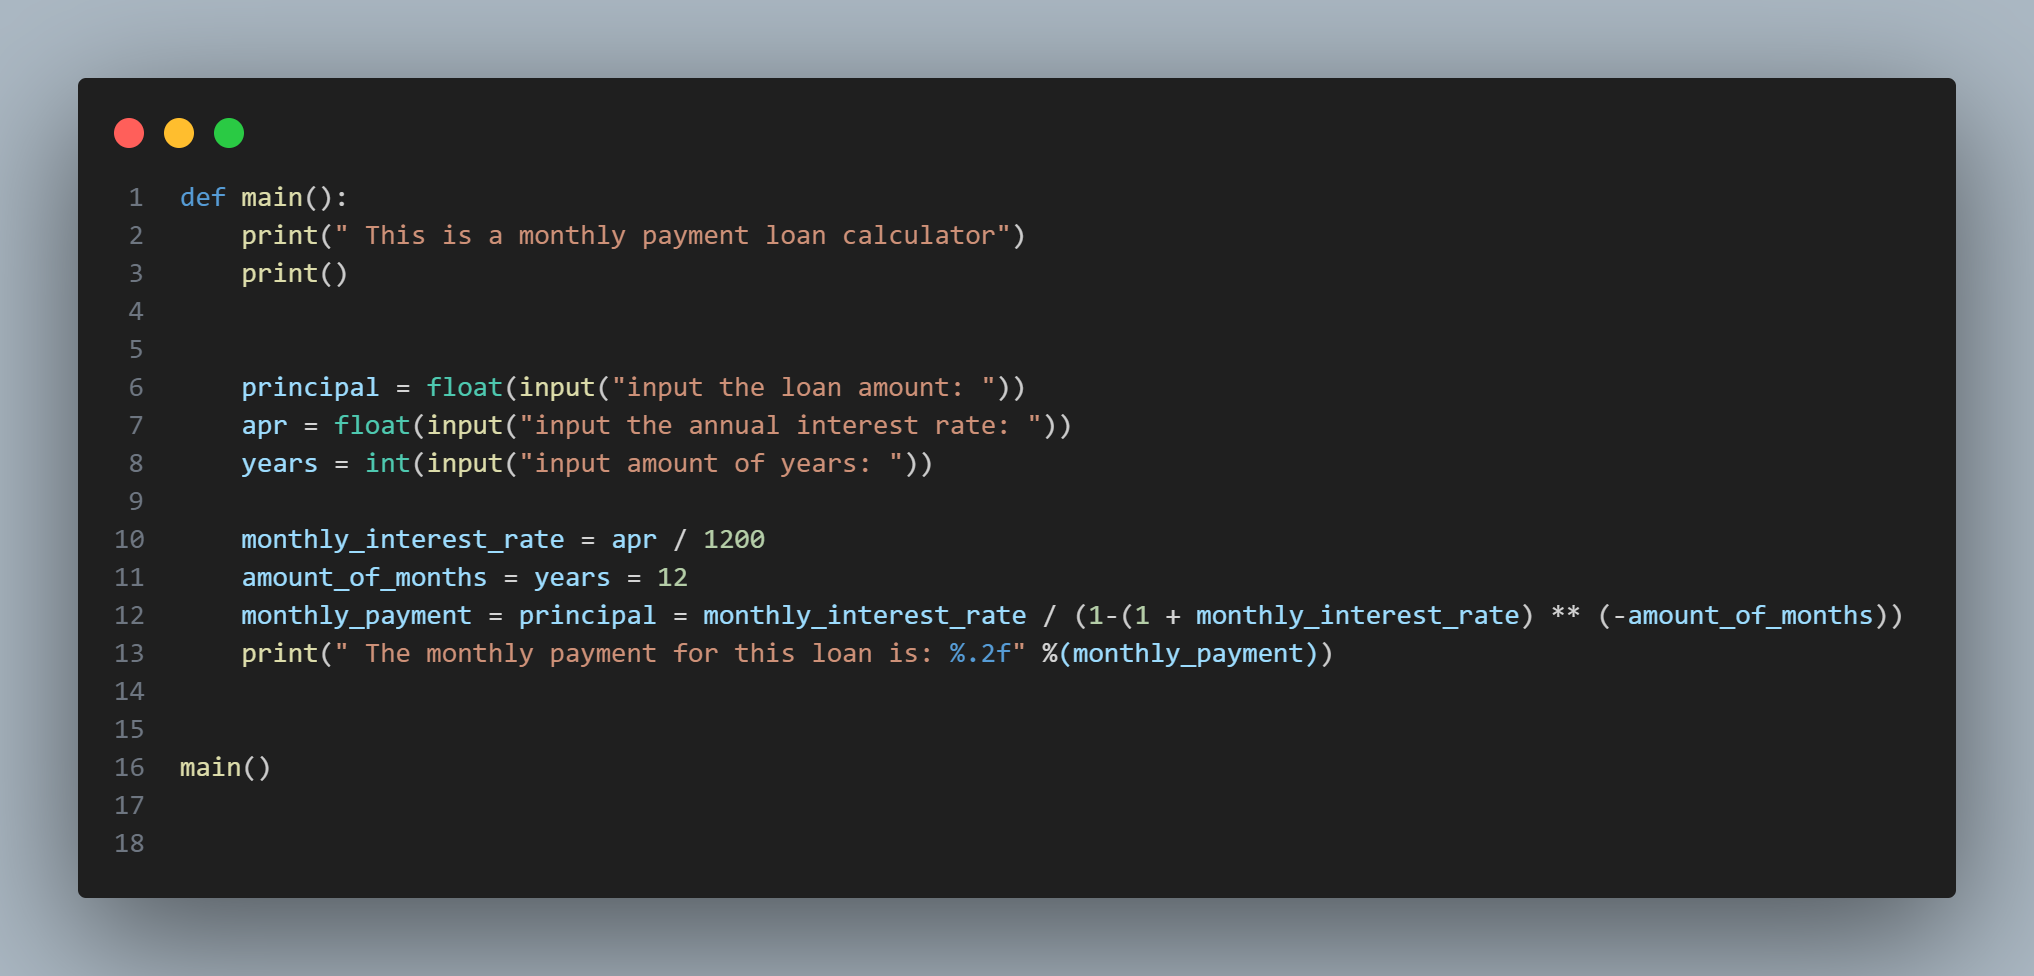 1 def main():
2     print(" This is a monthly payment loan calculator")
3     print()
4
5
6     principal = float(input("input the loan amount: "))
7     apr = float(input("input the annual interest rate: "))
8     years = int(input("input amount of years: "))
9
10     monthly_interest_rate = apr / 1200
11     amount_of_months = years = 12
12     monthly_payment = principal = monthly_interest_rate / (1-(1 + monthly_interest_rate) ** (-amount_of_months))
13     print(" The monthly payment for this loan is: %.2f" %(monthly_payment))
14
15
16 main()
17
18